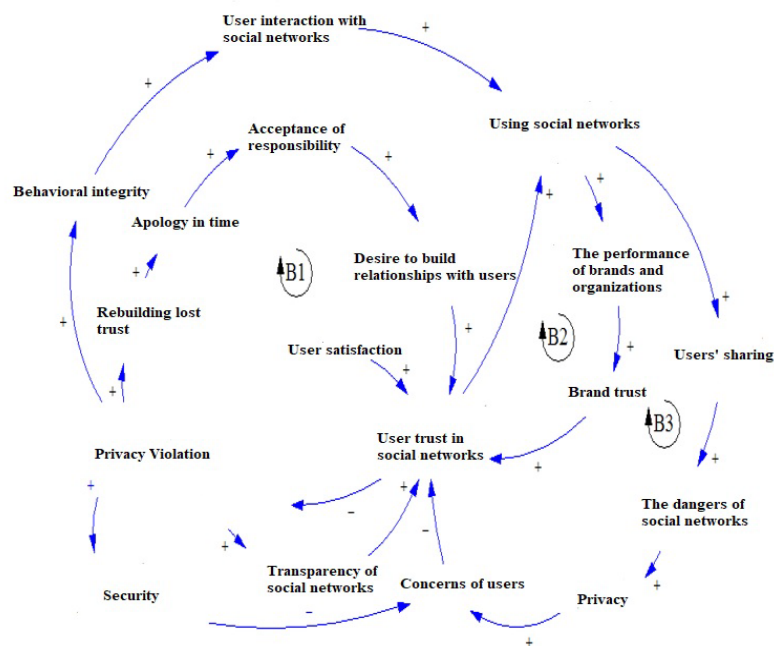 User interaction with
social networks
+
+
Using social networks
Acceptance of
responsibility
+
+
+
+
+
Behavioral integrity
Apology in time
Desire to build
relationships with users
The performance
of brands and
organizations
B1
+
Rebuilding lost
trust
+
+
+
B2
User satisfaction
+
+
Users' sharing
+
Brand trust
B3
User trust in
social networks
Privacy Violation
+
+
+
+
The dangers of
social networks
–
–
+
Transparency of
social networks
Concerns of users
+
Security
Privacy
–
+